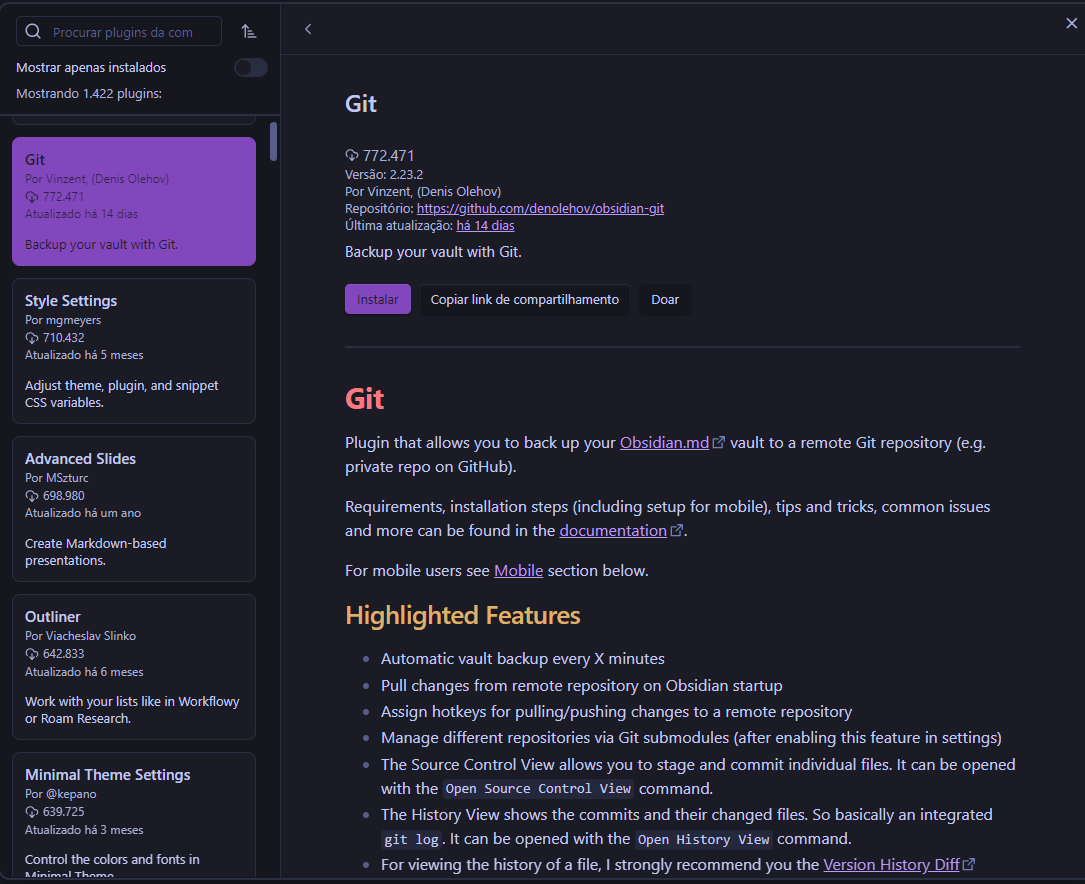 Procurar plugins da com
Mostrar apenas instalados
Mostrando 1.422 plugins:
Git
Por Vinzent, (Denis Olehov)
772.471
Atualizado há 14 dias
Backup your vault with Git.
Style Settings
Por mgmeyers
710.432
Atualizado há 5 meses
Adjust theme, plugin, and snippet
CSS variables.
Advanced Slides
Por MSzturc
698.980
Atualizado há um ano
Create Markdown-based
presentations.
Outliner
Por Viacheslav Slinko
642.833
Atualizado há 6 meses
Work with your lists like in Workflowy
or Roam Research.
Minimal Theme Settings
Por @kepano
639.725
Atualizado há 3 meses
Control the colors and fonts in
Minimal Theme
Git
772.471
Versão: 2.23.2
Por Vinzent, (Denis Olehov)
Repositório: https://github.com/denolehov/obsidian-git
Última atualização: há 14 dias
Backup your vault with Git.
Instalar
Copiar link de compartilhamento
Doar
Git
Plugin that allows you to back up your Obsidian.md vault to a remote Git repository (e.g.
private repo on GitHub).
Requirements, installation steps (including setup for mobile), tips and tricks, common issues
and more can be found in the documentation.
For mobile users see Mobile section below.
Highlighted Features
Automatic vault backup every X minutes
Pull changes from remote repository on Obsidian startup
Assign hotkeys for pulling/pushing changes to a remote repository
Manage different repositories via Git submodules (after enabling this feature in settings)
The Source Control View allows you to stage and commit individual files. It can be opened
with the Open Source Control View command.
The History View shows the commits and their changed files. So basically an integrated
git log. It can be opened with the Open History View command.
For viewing the history of a file, I strongly recommend you the Version History Diff